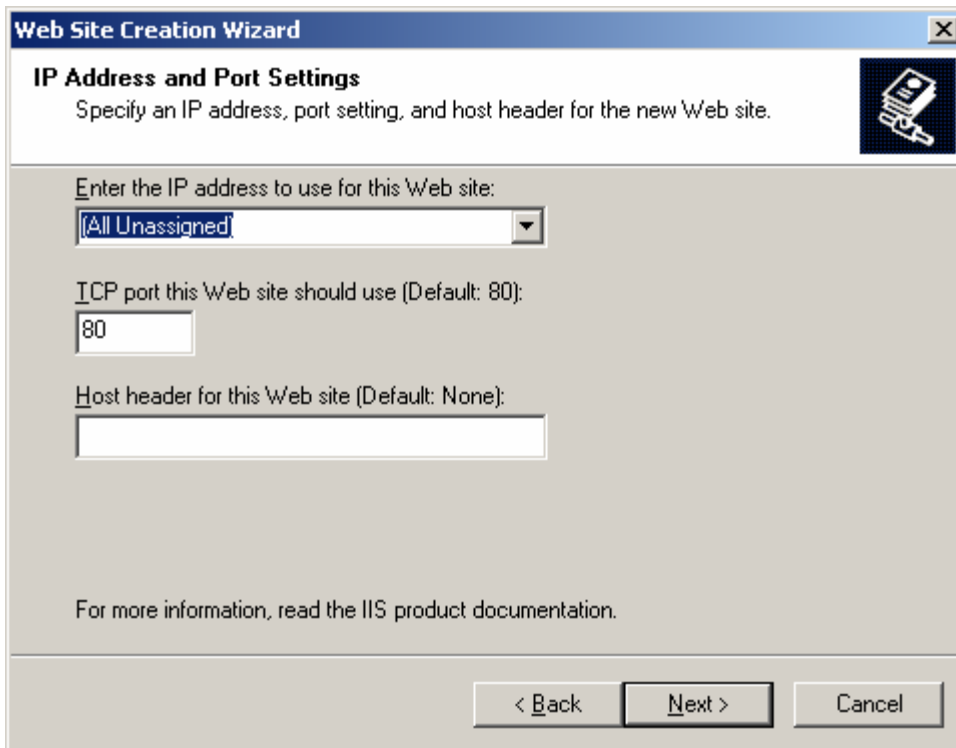 Web Site Creation Wizard
IP Address and Port Settings
Specify an IP address, port setting, and host header for the new Web site.
Enter the IP address to use for this Web site:
(All Unassigned)
TCP port this Web site should use (Default: 80):
80
Host header for this Web site (Default: None):
For more information, read the IIS product documentation.
< Back Next > Cancel